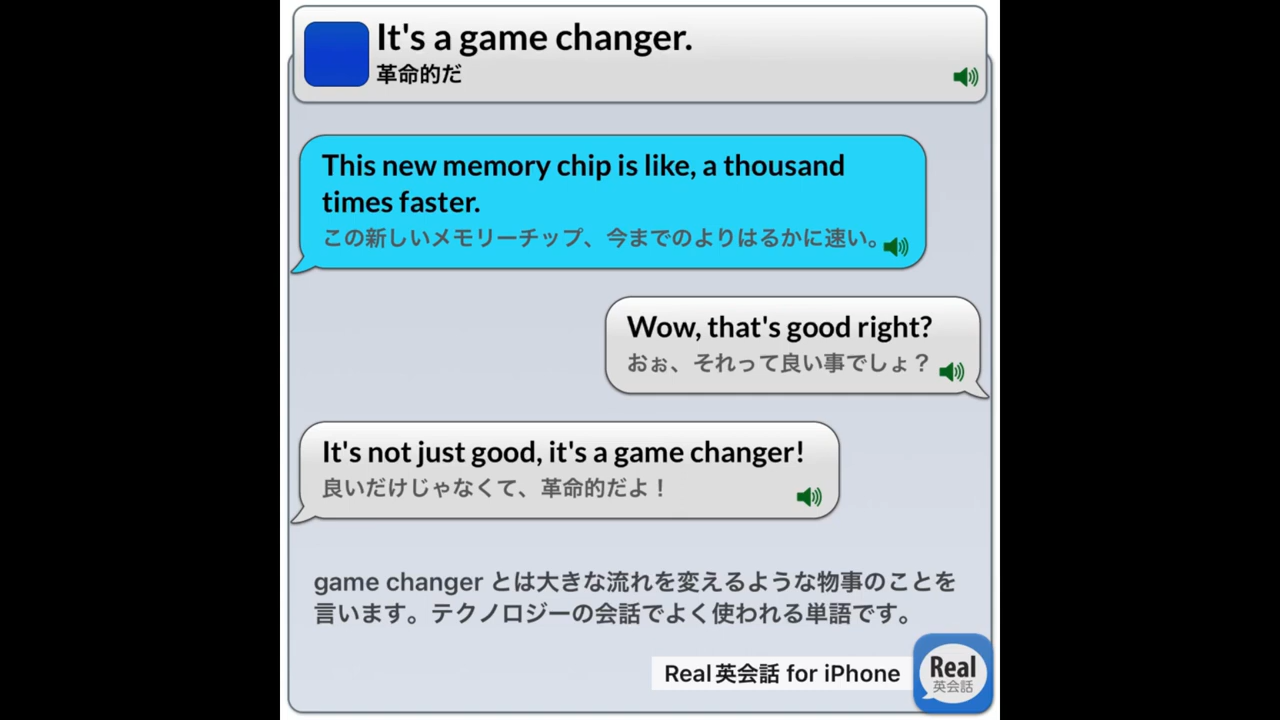 It's a game changer.
革命的だ
This new memory chip is like, a thousand
times faster.
この新しいメモリーチップ、今までのよりはるかに速い。
Wow, that's good right?
おぉ、それって良い事でしょ？
It's not just good, it's a game changer!
良いだけじゃなくて、革命的だよ！
game changer とは大きな流れを変えるような物事のことを
言います。テクノロジーの会話でよく使われる単語です。
Real英会話 for iPhone
Real
英会話